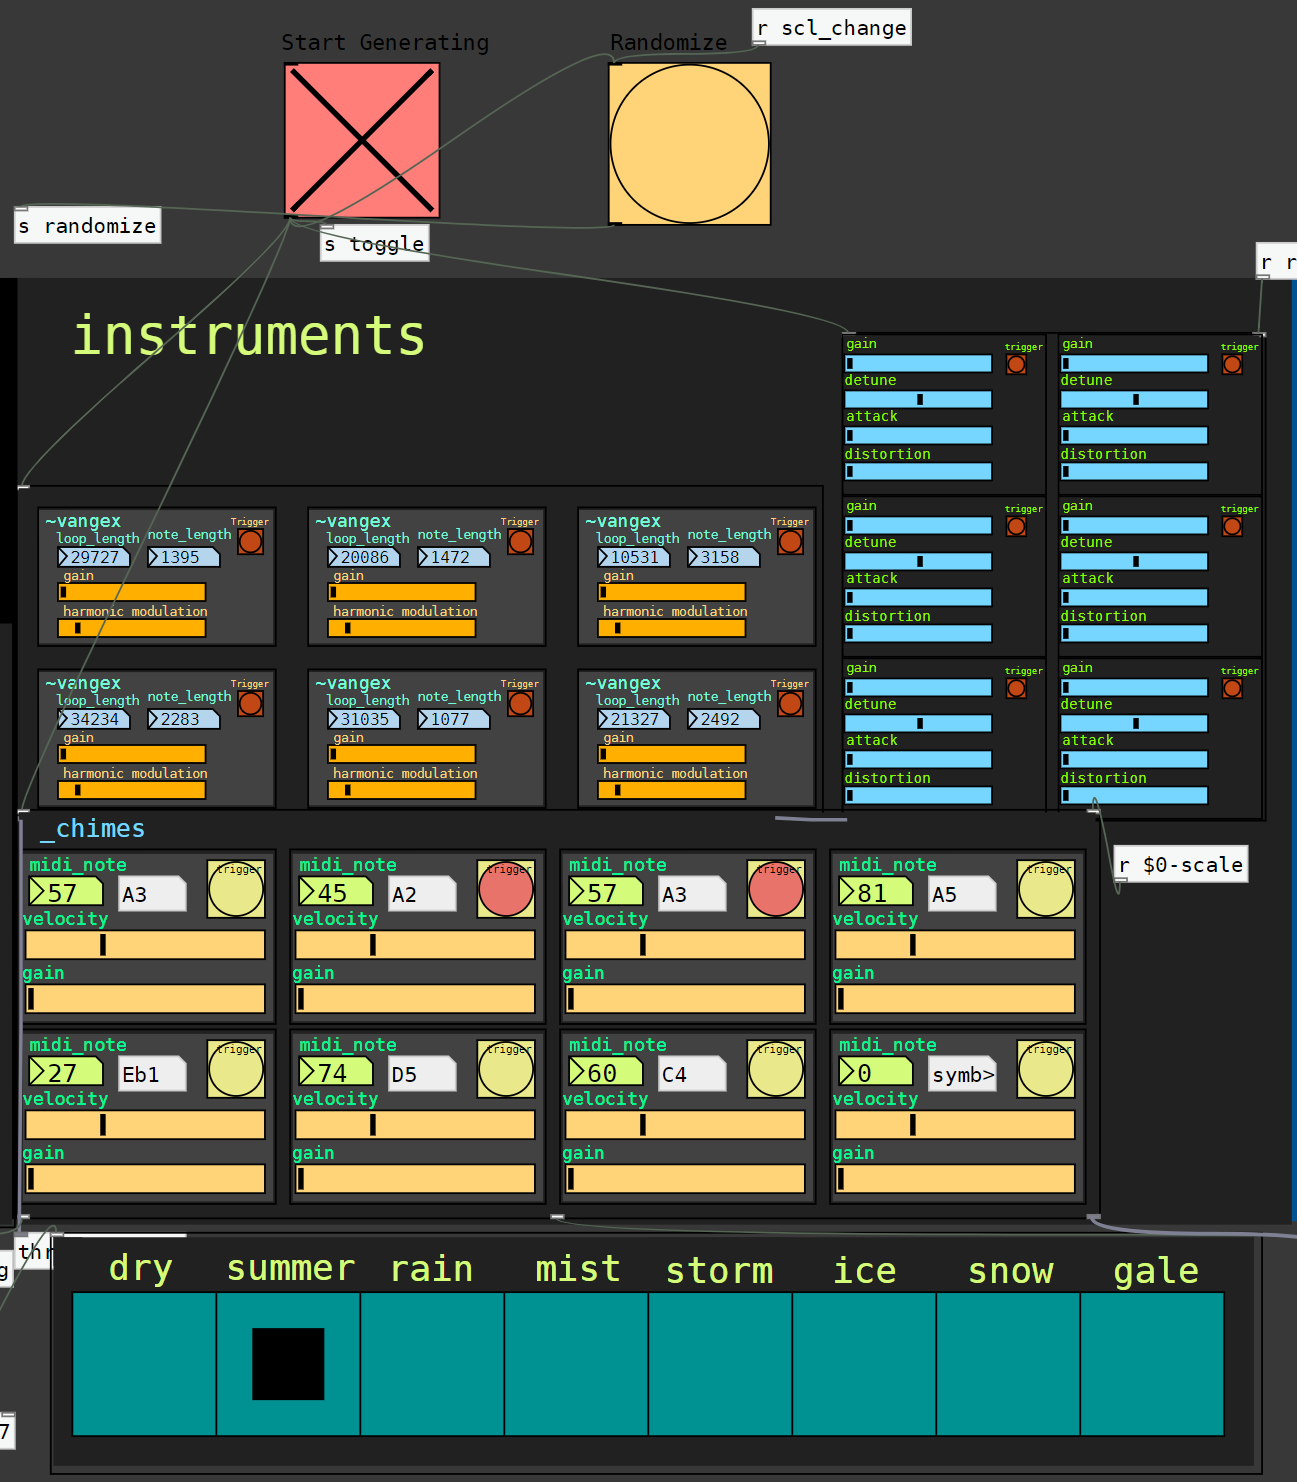 r scl_change
Start Generating
Randomize
s randomize
s toggle
r r
instruments
gain trigger gain trigger
detune detune
attack attack
distortion distortion
~vangex Trigger ~vangex Trigger ~vangex Trigger
loop_length note_length loop_length note_length loop_length note_length
29727 1395 20086 1472 10531 3158
gain gain gain
harmonic modulation harmonic modulation harmonic modulation
gain trigger gain trigger
detune detune
attack attack
distortion distortion
~vangex Trigger ~vangex Trigger ~vangex Trigger
loop_length note_length loop_length note_length loop_length note_length
34234 2283 31035 1077 21327 2492
gain gain gain
harmonic modulation harmonic modulation harmonic modulation
gain trigger gain trigger
detune detune
attack attack
distortion distortion
_chimes
r $0-scale
midi_note trigger midi_note trigger midi_note trigger midi_note trigger
57 A3 45 A2 57 A3 81 A5
velocity velocity velocity velocity
gain gain gain gain
midi_note trigger midi_note trigger midi_note trigger midi_note trigger
27 Eb1 74 D5 60 C4 0 symb>
velocity velocity velocity velocity
gain gain gain gain
thr
g
dry summer rain mist storm ice snow gale
7